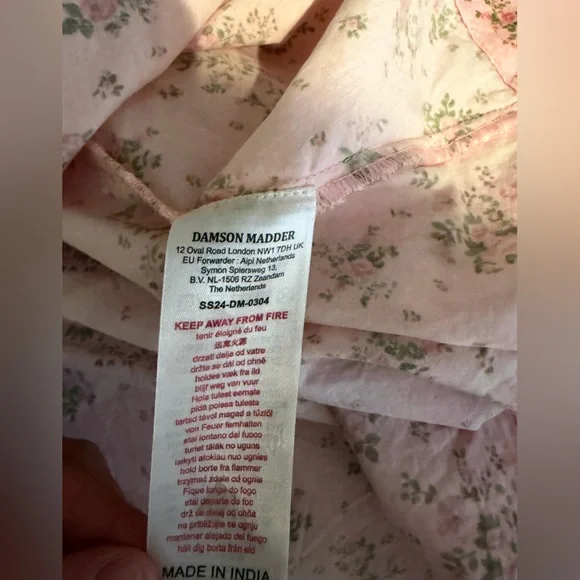 DAMSON MADDER
12 Oval Road London NW1 7DH UK
EU Forwarder : Aipl Netherlands
Symon Spiersweg 13,
B.V. NL-1506 RZ Zaandam
The Netherlands
SS24-DM-0304
KEEP AWAY FROM FIRE
tenir éloigné du feu
远离火源
drzati dalje od vatre
držte se dál od ohně
holdes væk fra ild
blijf weg van vuur
Hoia tulest eemale
pidä poissa tulesta
tartsd távol magad a tűztől
von Feuer fernhalten
stai lontano dal fuoco
turiet tālāk no uguns
laikyti atokiau nuo ugnies
hold borte fra flammer
trzymać zdala od ognia
Fique longe do fogo
stai departe de foc
drž sa ďalej od ohňa
ne približujte se ognju
mantener alejado del fuego
håll dig borta från eld
MADE IN INDIA